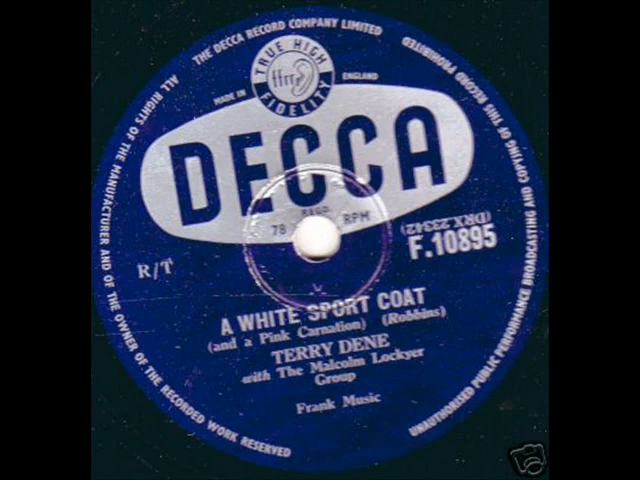 THE DECCA RECORD COMPANY LIMITED
ALL RIGHTS OF THE MANUFACTURER AND OF THE OWNER OF THE RECORDED WORK RESERVED
UNAUTHORISED PUBLIC PERFORMANCE BROADCASTING AND COPYING OF THIS RECORD PROHIBITED
TRUE HIGH
ffrr
FIDELITY
MADE IN
ENGLAND
DECCA
78
RPM
(DRX 23342)
F.10895
R/T
A WHITE SPORT COAT
(and a Pink Carnation) (Robbins)
TERRY DENE
with The Malcolm Lockyer
Group
Frank Music